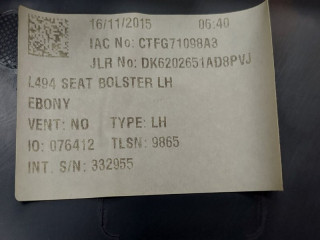 16/11/2015 06:40
IAC No: CTFG71098A3
JLR No: DK6202651AD8PVJ
L494 SEAT BOLSTER LH
EBONY
VENT: NO TYPE: LH
IO: 076412 TLSN: 9865
INT. S/N: 332955